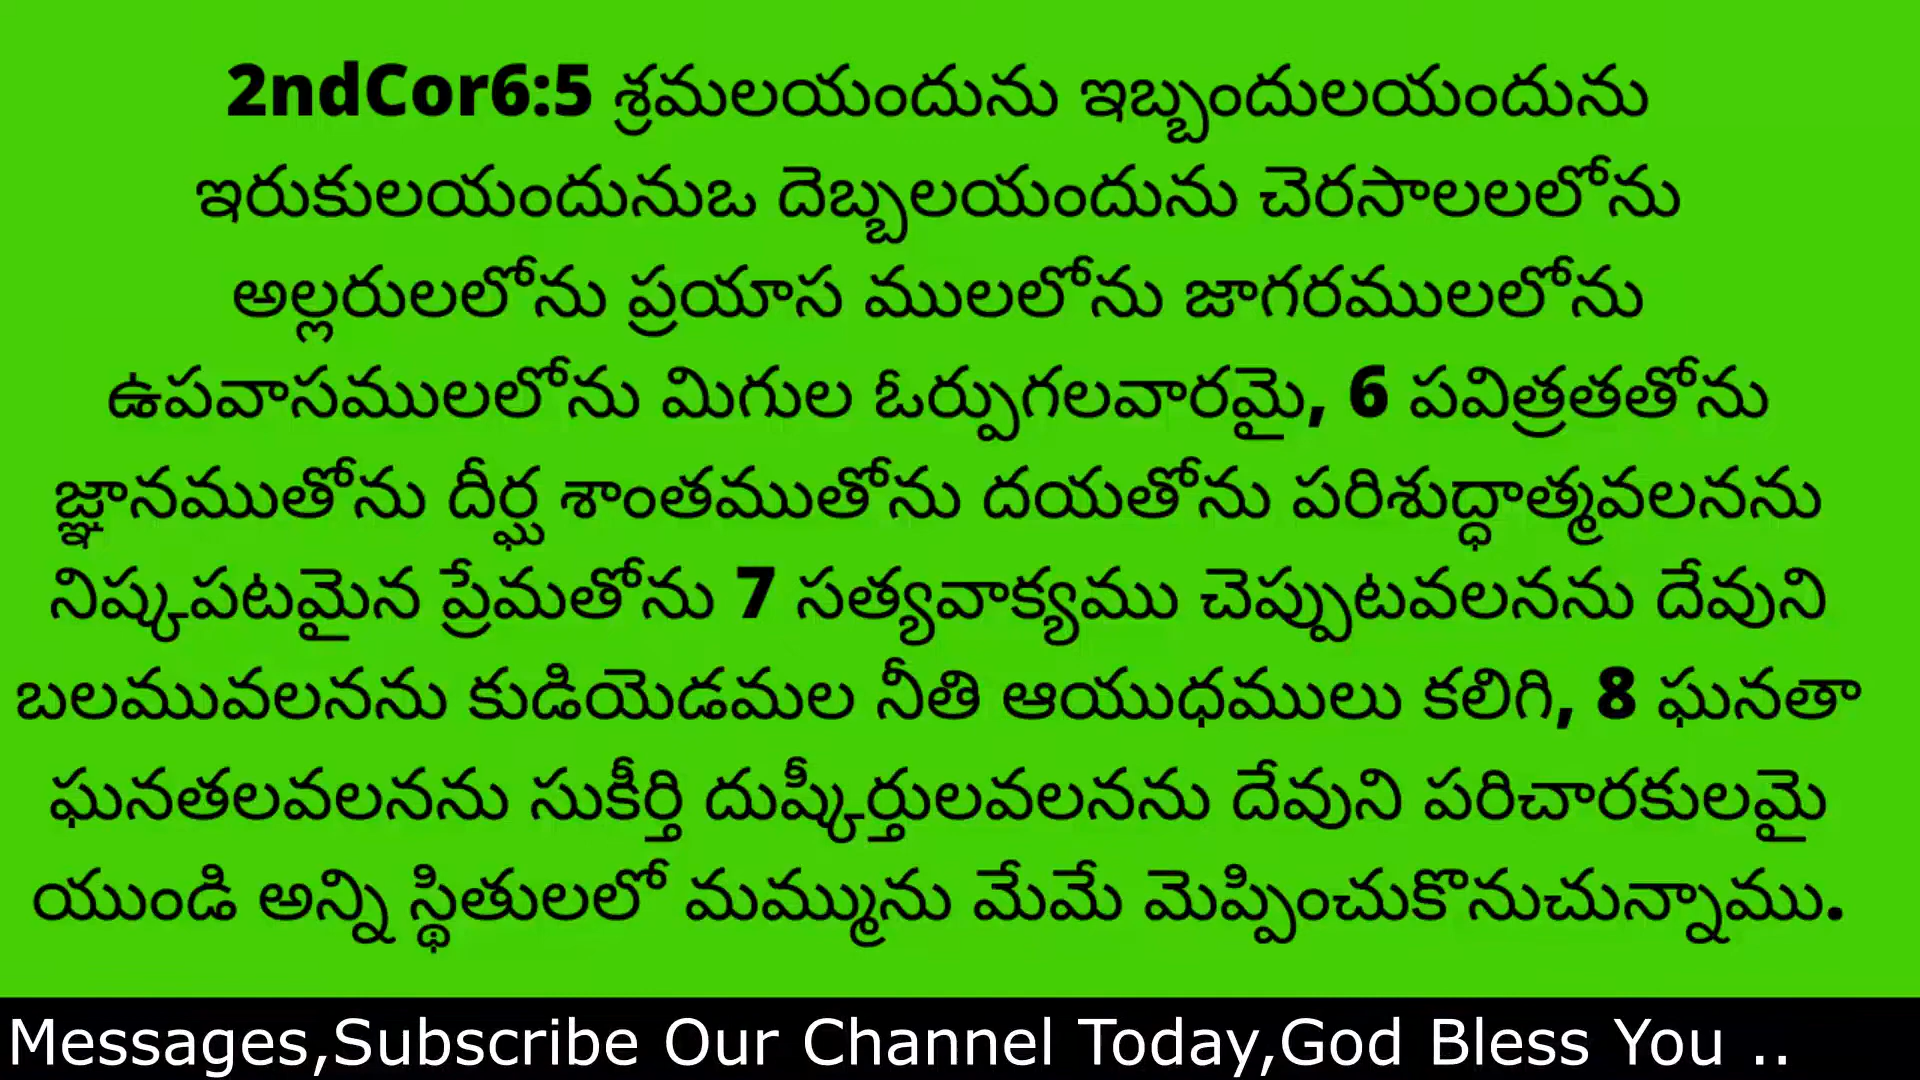 2ndCor6:5 శ్రమలయందును ఇబ్బందులయందును
ఇరుకులయందునుఒ దెబ్బలయందును చెరసాలలలోను
అల్లరులలోను ప్రయాస ములలోను జాగరములలోను
ఉపవాసములలోను మిగుల ఓర్పుగలవారమై, 6 పవిత్రతతోను
జ్ఞానముతోను దీర్ఘ శాంతముతోను దయతోను పరిశుద్ధాత్మవలనను
నిష్కపటమైన ప్రేమతోను 7 సత్యవాక్యము చెప్పుటవలనను దేవుని
బలమువలనను కుడియెడమల నీతి ఆయుధములు కలిగి, 8 ఘనతా
ఘనతలవలనను సుకీర్తి దుష్కీర్తులవలనను దేవుని పరిచారకులమై
యుండి అన్ని స్థితులలో మమ్మును మేమే మెప్పించుకొనుచున్నాము.
Messages,Subscribe Our Channel Today,God Bless You ..